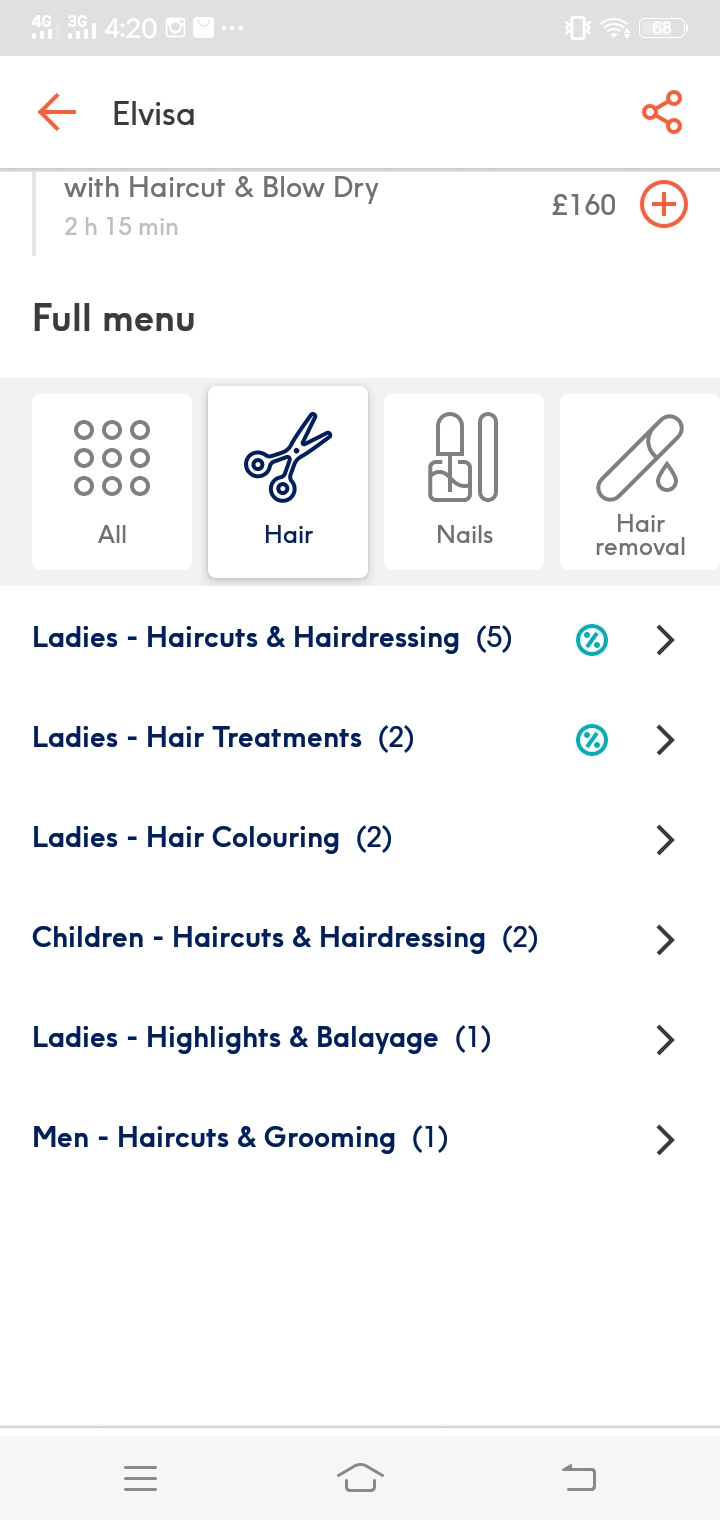 4G 3G 4:20 68
Elvisa
with Haircut & Blow Dry
£160
2 h 15 min
Full menu
All
Hair
Nails
Hair
removal
Ladies - Haircuts & Hairdressing (5)
Ladies - Hair Treatments (2)
Ladies - Hair Colouring (2)
Children - Haircuts & Hairdressing (2)
Ladies - Highlights & Balayage (1)
Men - Haircuts & Grooming (1)